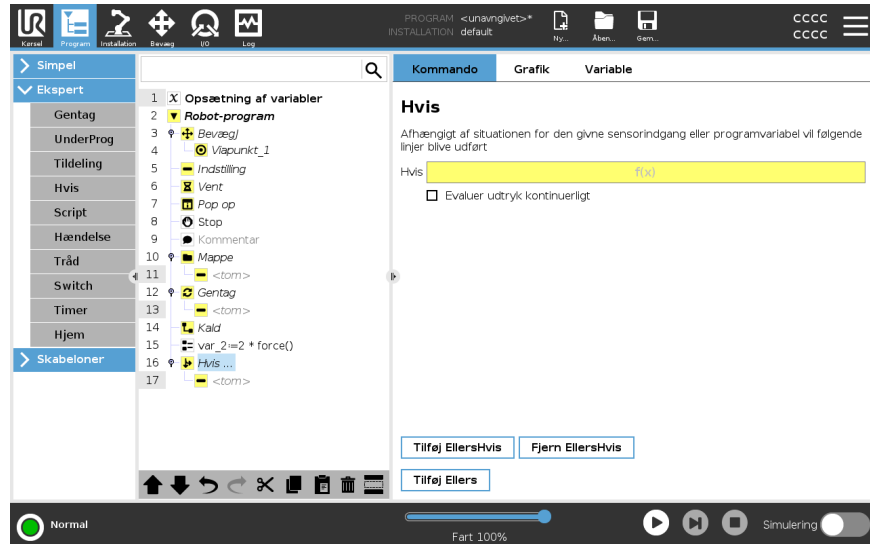 PROGRAM <unavngivet>*
INSTALLATION default
CCCC
CCCC
Kørsel Program Installation Bevæg I/O Log
Ny... Åben... Gem...
Simpel
Ekspert
Gentag
UnderProg
Tildeling
Hvis
Script
Hændelse
Tråd
Switch
Timer
Hjem
Skabeloner
1 X Opsætning af variabler
2 Robot-program
3 BevægJ
4 Viapunkt_1
5 Indstilling
6 Vent
7 Pop op
8 Stop
9 Kommentar
10 Mappe
11 <tom>
12 Gentag
13 <tom>
14 Kald
15 var_2:=2 * force()
16 Hvis ...
17 <tom>
Kommando Grafik Variable
Hvis
Afhængigt af situationen for den givne sensorindgang eller programvariabel vil følgende
linjer blive udført
Hvis f(x)
Evaluer udtryk kontinuerligt
Tilføj EllersHvis Fjern EllersHvis
Tilføj Ellers
Normal
Fart 100%
Simulering